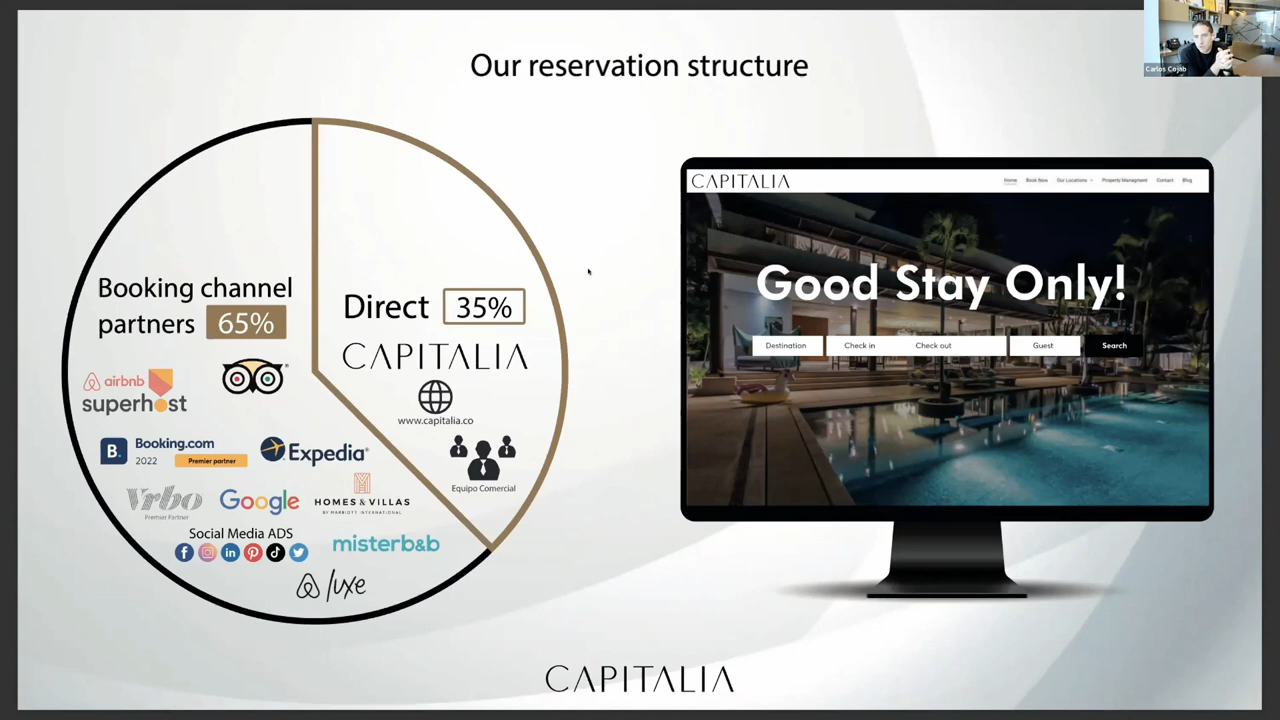 Carlos Cojab
Our reservation structure
Booking channel
partners 65%
airbnb
superhost
Booking.com
2022 Premier partner
Expedia
Vrbo
Premier Partner
Google
HOMES & VILLAS
BY MARRIOTT INTERNATIONAL
Social Media ADS
misterb&b
luxe
Direct 35%
CAPITALIA
www.capitalia.co
Equipo Comercial
CAPITALIA
Home Book Now Our Locations Property Managment Contact Blog
Good Stay Only!
Destination Check in Check out Guest Search
CAPITALIA